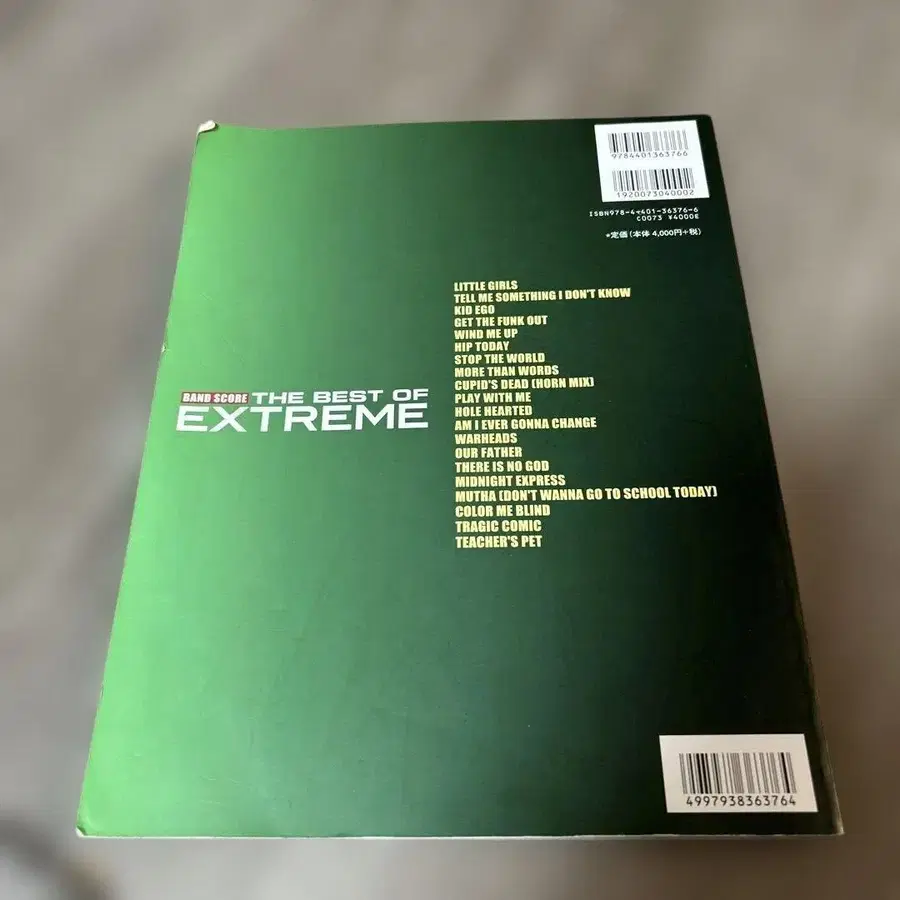 9784401363766
1920073040002
ISBN978-4-401-36376-6
C0073 ¥4000E
*定価(本体 4,000円+税)
LITTLE GIRLS
TELL ME SOMETHING I DON'T KNOW
KID EGO
GET THE FUNK OUT
WIND ME UP
HIP TODAY
STOP THE WORLD
MORE THAN WORDS
CUPID'S DEAD (HORN MIX)
PLAY WITH ME
HOLE HEARTED
AM I EVER GONNA CHANGE
WARHEADS
OUR FATHER
THERE IS NO GOD
MIDNIGHT EXPRESS
MUTHA (DON'T WANNA GO TO SCHOOL TODAY)
COLOR ME BLIND
TRAGIC COMIC
TEACHER'S PET
BAND SCORE THE BEST OF
EXTREME
4997938363764